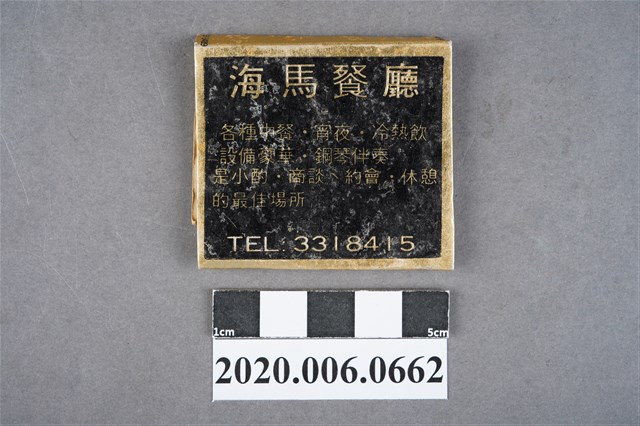 海馬餐廳
各種中餐・宵夜・冷熱飲
設備豪華・鋼琴伴奏
是小酌・商談、約會・休憩
的最佳場所
TEL. 3318415
1cm 5cm
2020.006.0662